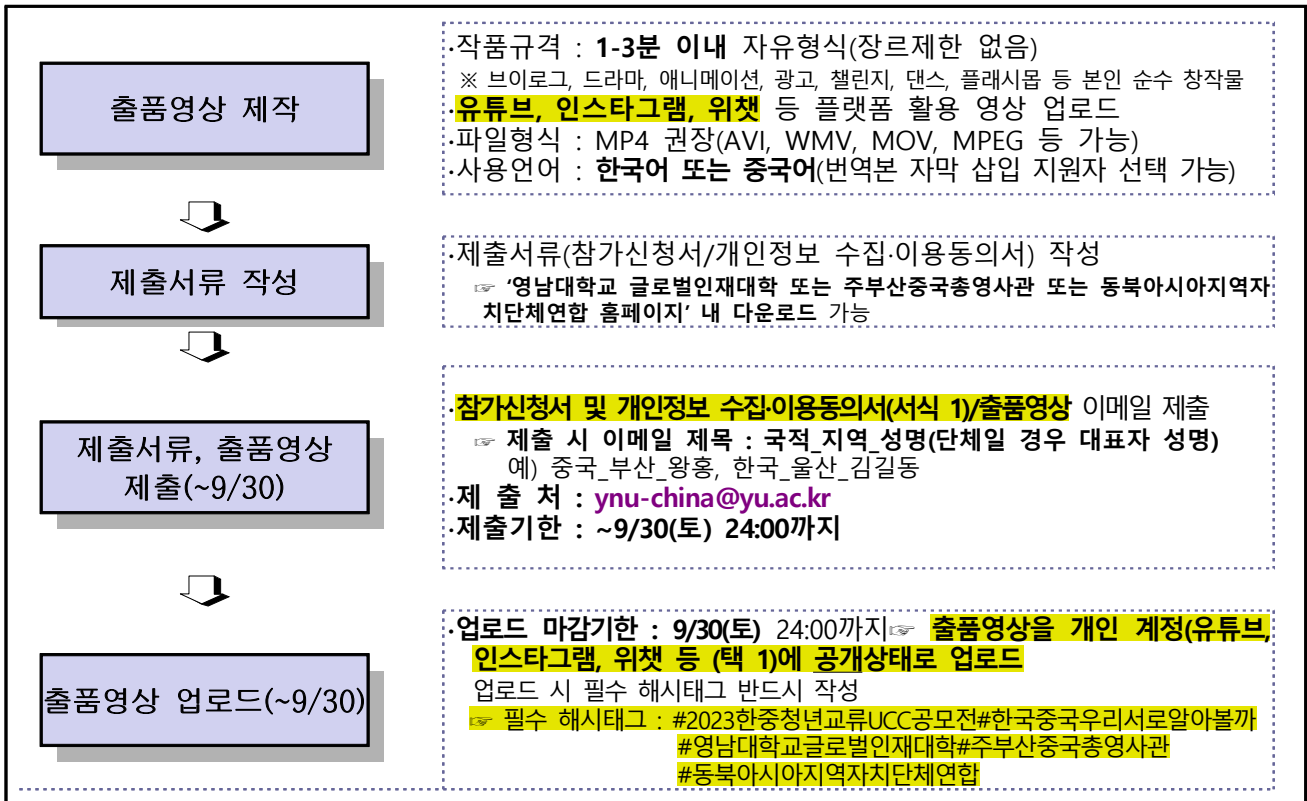 출품영상 제작
·작품규격 : 1-3분 이내 자유형식(장르제한 없음)
※ 브이로그, 드라마, 애니메이션, 광고, 챌린지, 댄스, 플래시몹 등 본인 순수 창작물
·유튜브, 인스타그램, 위챗 등 플랫폼 활용 영상 업로드
·파일형식 : MP4 권장(AVI, WMV, MOV, MPEG 등 가능)
·사용언어 : 한국어 또는 중국어(번역본 자막 삽입 지원자 선택 가능)
제출서류 작성
·제출서류(참가신청서/개인정보 수집·이용동의서) 작성
☞ ‘영남대학교 글로벌인재대학 또는 주부산중국총영사관 또는 동북아시아지역자
치단체연합 홈페이지’ 내 다운로드 가능
제출서류, 출품영상
제출(~9/30)
·참가신청서 및 개인정보 수집·이용동의서(서식 1)/출품영상 이메일 제출
☞ 제출 시 이메일 제목 : 국적_지역_성명(단체일 경우 대표자 성명)
예) 중국_부산_왕홍, 한국_울산_김길동
·제 출 처 : ynu-china@yu.ac.kr
·제출기한 : ~9/30(토) 24:00까지
출품영상 업로드(~9/30)
·업로드 마감기한 : 9/30(토) 24:00까지☞ 출품영상을 개인 계정(유튜브,
인스타그램, 위챗 등 (택 1)에 공개상태로 업로드
업로드 시 필수 해시태그 반드시 작성
☞ 필수 해시태그 : #2023한중청년교류UCC공모전#한국중국우리서로알아볼까
#영남대학교글로벌인재대학#주부산중국총영사관
#동북아시아지역자치단체연합